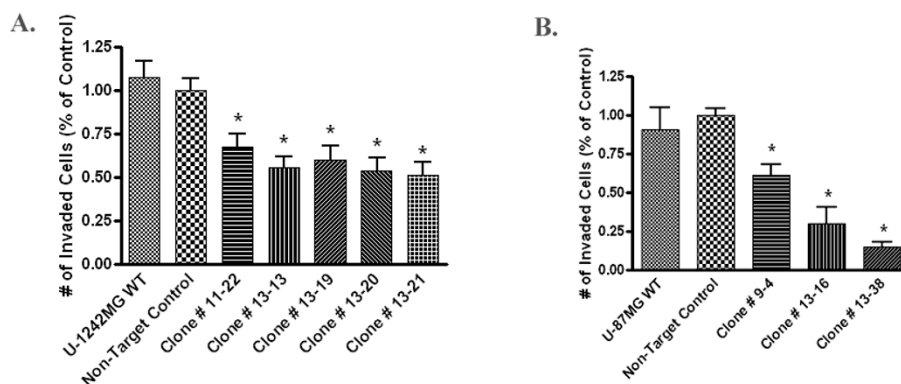 A.
# of Invaded Cells (% of Control)
1.25
1.00
0.75
0.50
0.25
0.00
*
*
*
*
*
U-1242MG WT
Non-Target Control
Clone # 11-22
Clone # 13-13
Clone # 13-19
Clone # 13-20
Clone # 13-21
B.
# of Invaded Cells (% of Control)
1.25
1.00
0.75
0.50
0.25
0.00
*
*
*
U-87MG WT
Non-Target Control
Clone # 9-4
Clone # 13-16
Clone # 13-38